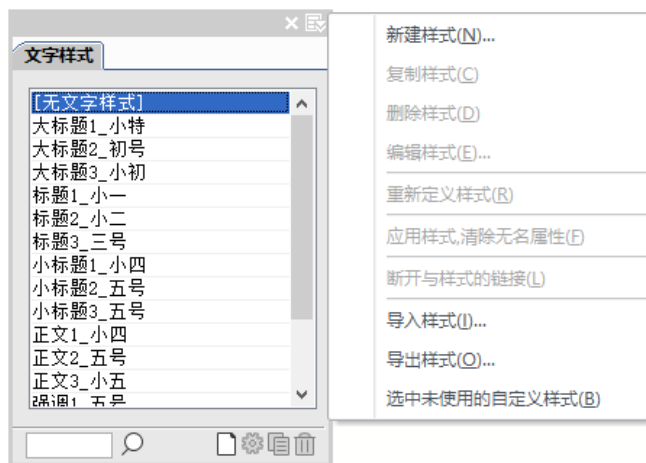 文字样式
[无文字样式]
大标题1_小特
大标题2_初号
大标题3_小初
标题1_小一
标题2_小二
标题3_三号
小标题1_小四
小标题2_五号
小标题3_五号
正文1_小四
正文2_五号
正文3_小五
强调1_五号
新建样式(N)...
复制样式(C)
删除样式(D)
编辑样式(E)...
重新定义样式(R)
应用样式,清除无名属性(F)
断开与样式的链接(L)
导入样式(I)...
导出样式(O)...
选中未使用的自定义样式(B)